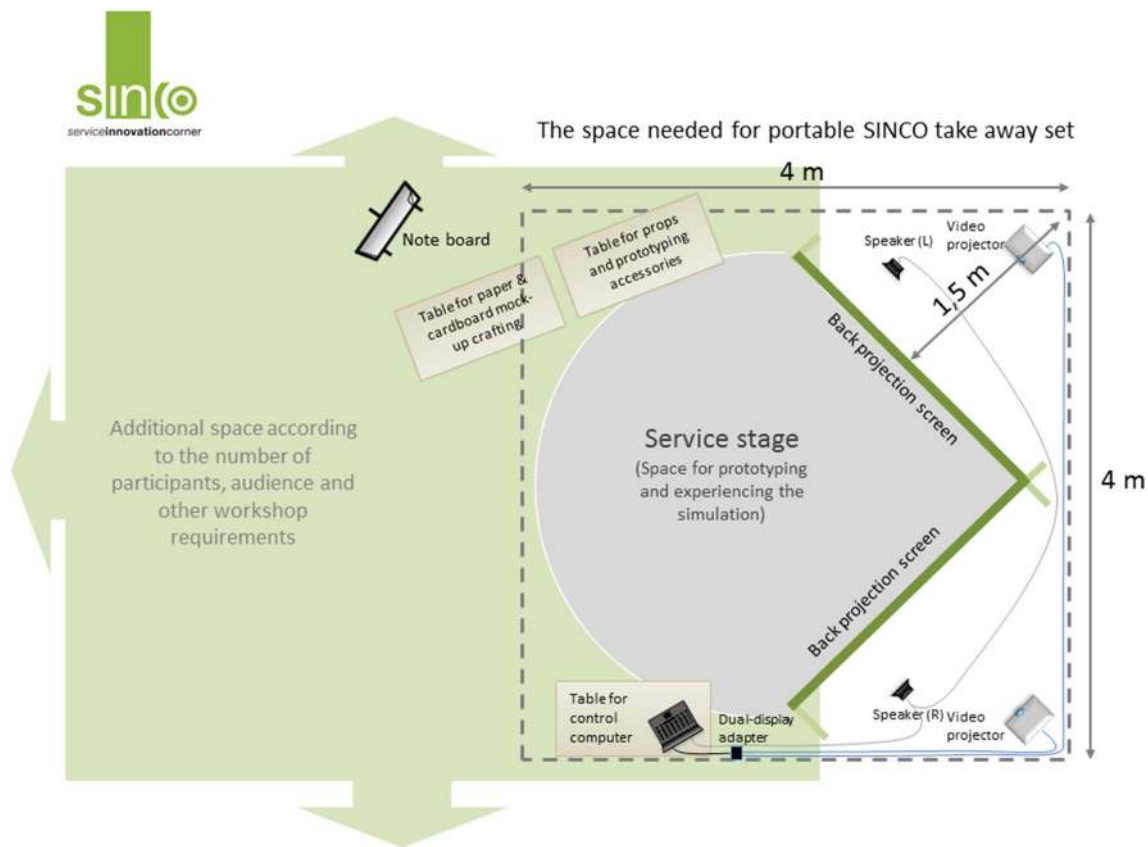 sinco
serviceinnovationcorner
The space needed for portable SINCO take away set
4 m
Note board
Table for props
and prototyping
accessories
Table for paper &
cardboard mock-
up crafting
Speaker (L)
Video
projector
1,5 m
Back projection screen
Additional space according
to the number of
participants, audience and
other workshop
requirements
Service stage
(Space for prototyping
and experiencing the
simulation)
4 m
Back projection screen
Table for
control
computer
Dual-display
adapter
Speaker (R)
Video
projector